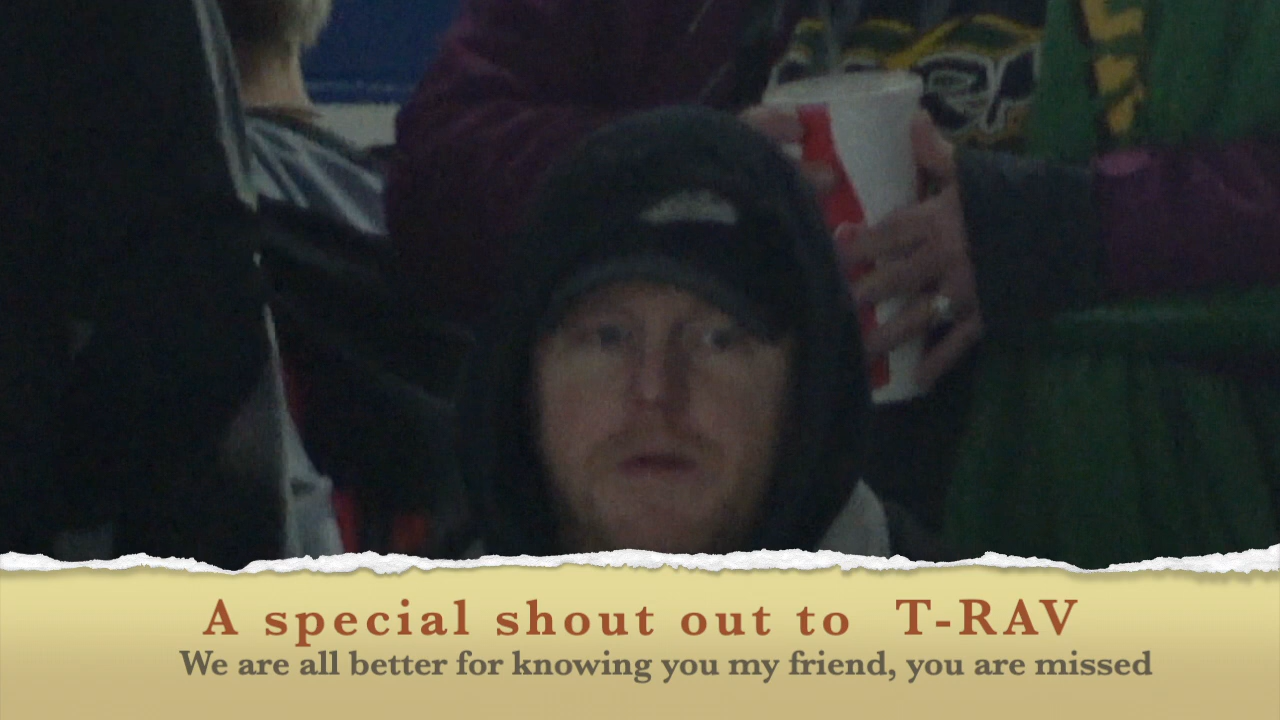 A special shout out to T-RAV
We are all better for knowing you my friend, you are missed